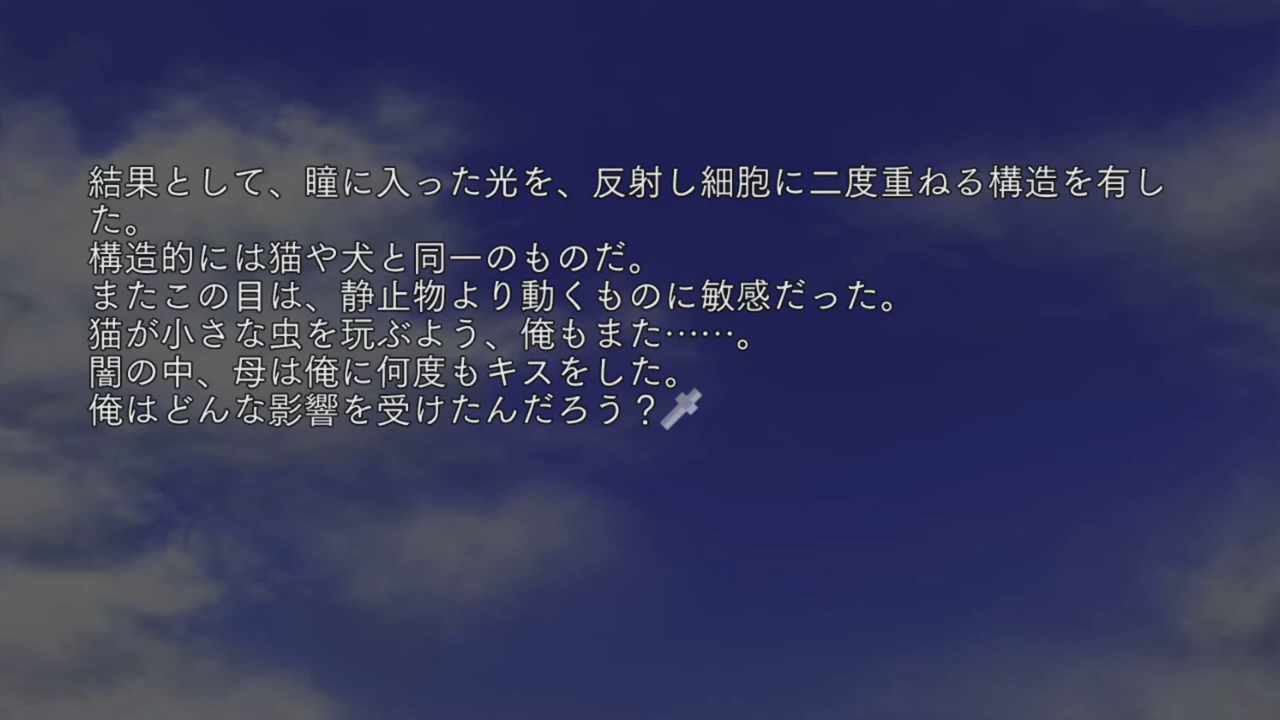 結果として、瞳に入った光を、反射し細胞に二度重ねる構造を有し
た。
構造的には猫や犬と同一のものだ。
またこの目は、静止物より動くものに敏感だった。
猫が小さな虫を玩ぶよう、俺もまた……。
闇の中、母は俺に何度もキスをした。
俺はどんな影響を受けたんだろう？